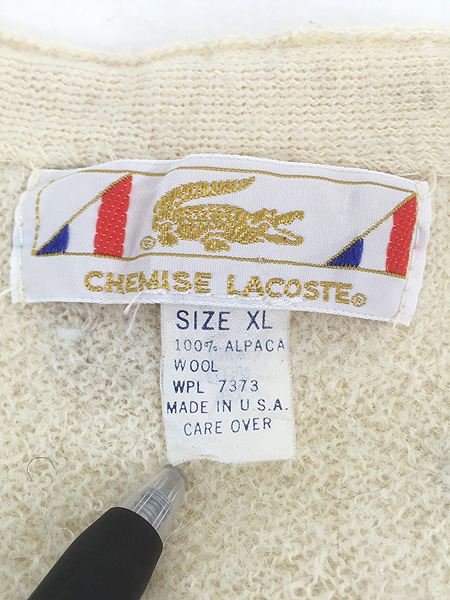 ®
CHEMISE LACOSTE®
SIZE XL
100% ALPACA
WOOL
WPL 7373
MADE IN U.S.A.
CARE OVER